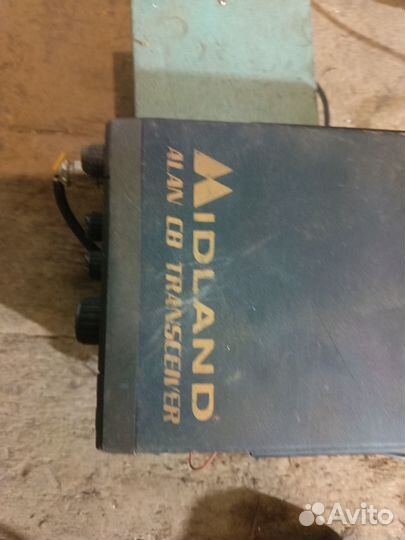 MIDLAND
ALAN CB TRANSCEIVER
Avito